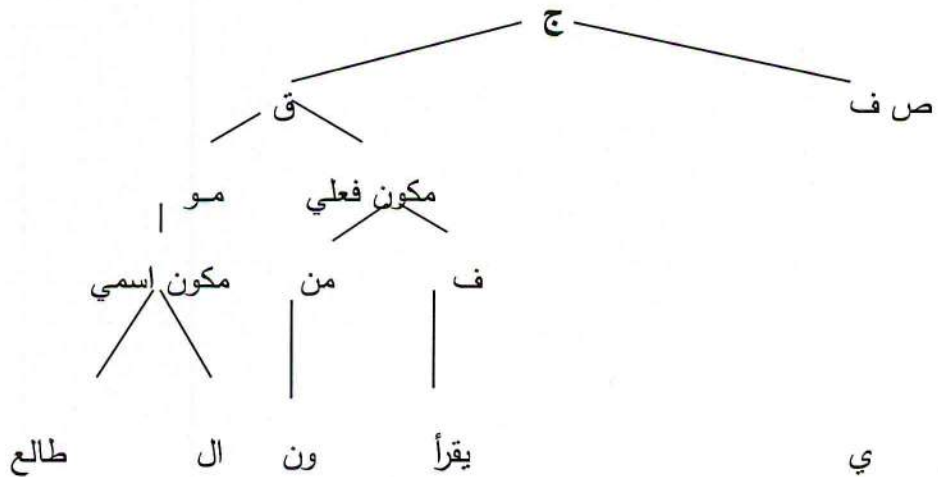 ج
ص ف ق
مكون فعلي مـو
ف من مكون اسمي
ي يقرأ ون ال طالع